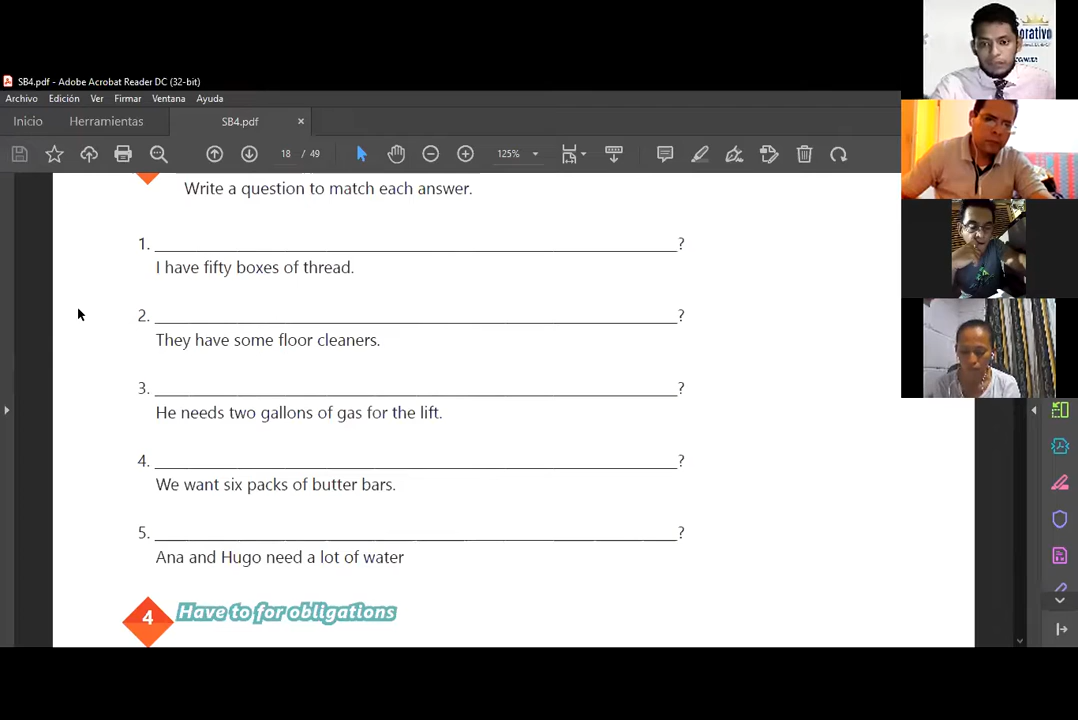 orativo
SB4.pdf - Adobe Acrobat Reader DC (32-bit)
Archivo Edición Ver Firmar Ventana Ayuda
Inicio Herramientas SB4.pdf ×
18 / 49 125%
Write a question to match each answer.
1. ?
I have fifty boxes of thread.
2. ?
They have some floor cleaners.
3. ?
He needs two gallons of gas for the lift.
4. ?
We want six packs of butter bars.
5. ?
Ana and Hugo need a lot of water
4 Have to for obligations